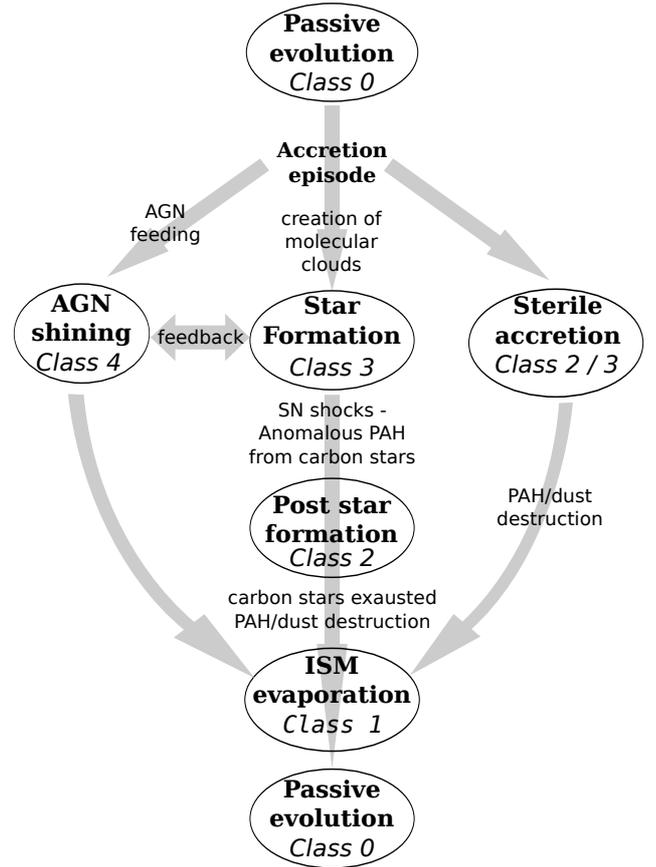 Passive
evolution
Class 0
Accretion
episode
AGN
feeding
creation of
molecular
clouds
AGN
shining
Class 4
feedback
Star
Formation
Class 3
Sterile
accretion
Class 2 / 3
SN shocks -
Anomalous PAH
from carbon stars
PAH/dust
destruction
Post star
formation
Class 2
carbon stars exausted
PAH/dust destruction
ISM
evaporation
Class 1
Passive
evolution
Class 0